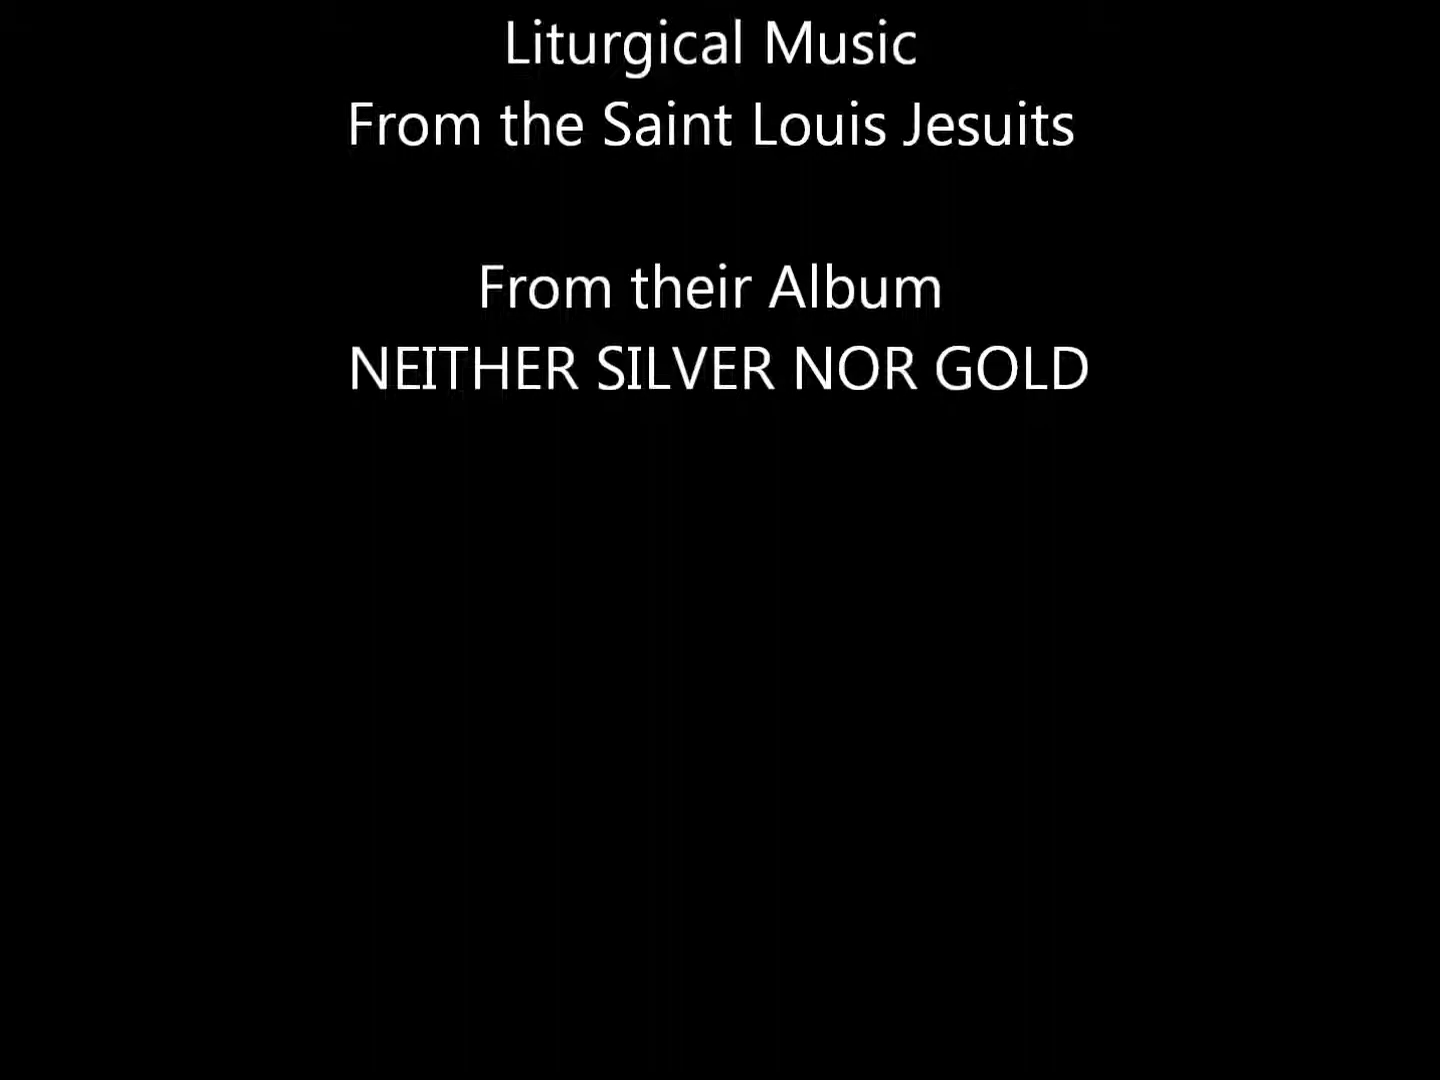 Liturgical Music
From the Saint Louis Jesuits
From their Album
NEITHER SILVER NOR GOLD